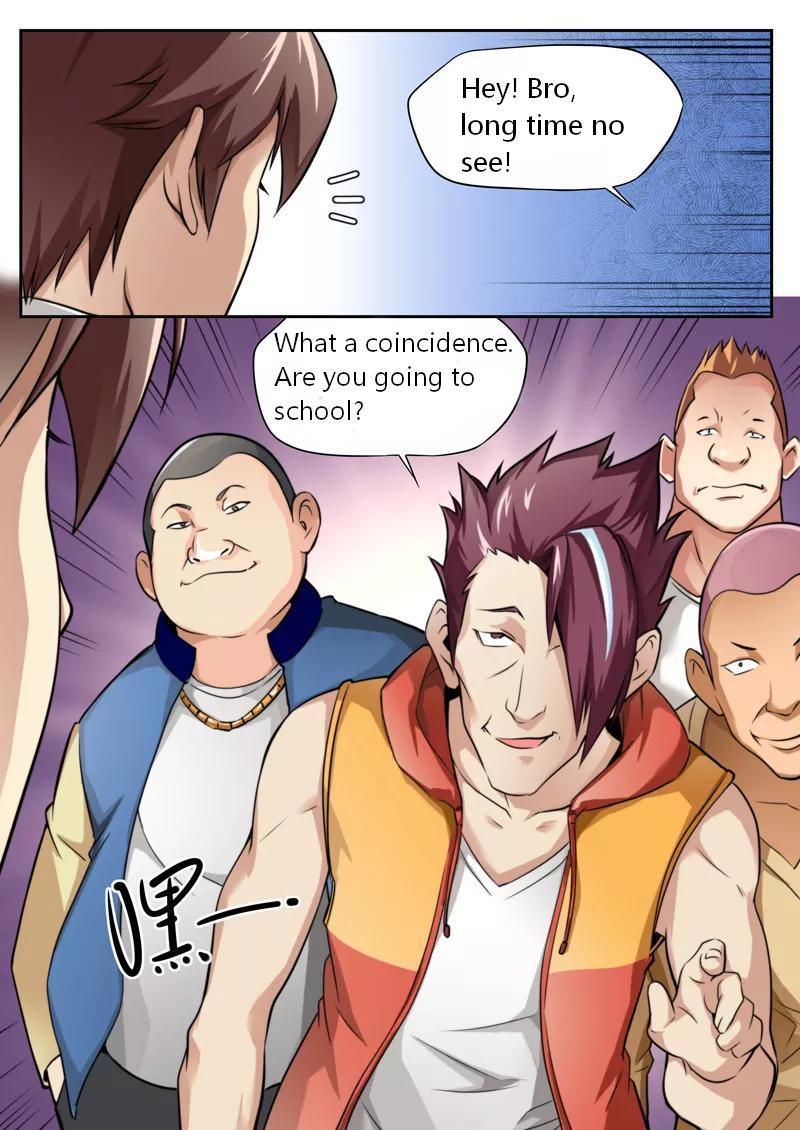 Hey! Bro,
long time no
see!
What a coincidence.
Are you going to
school?
嘿一